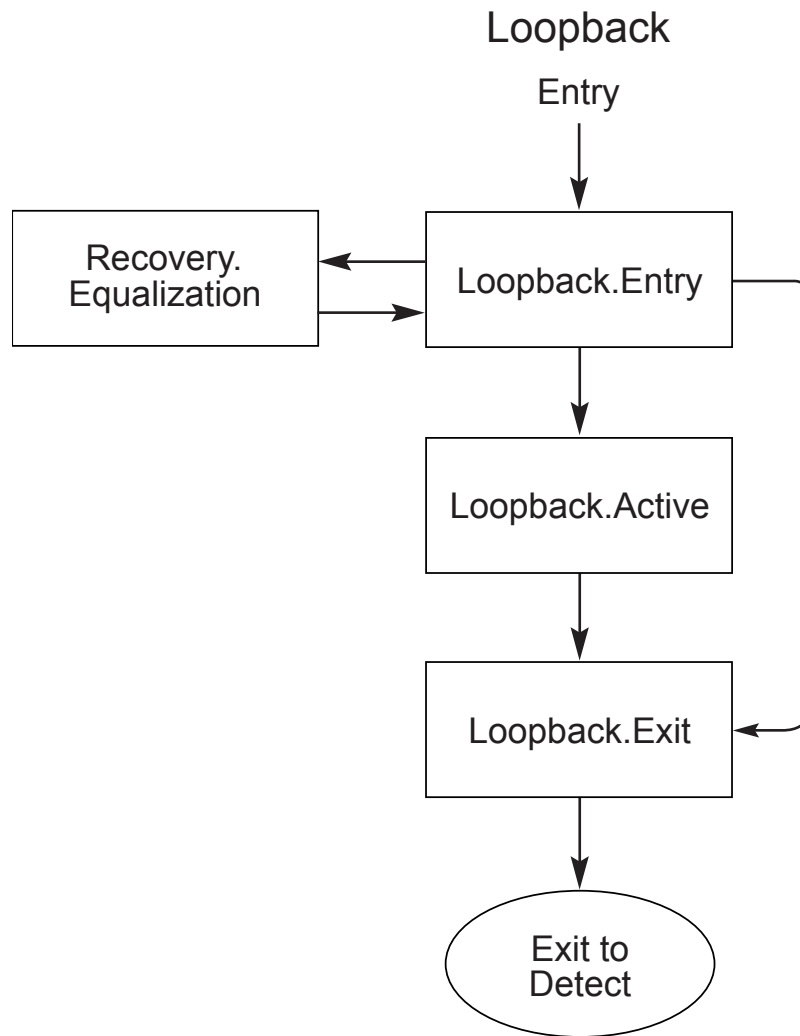 Loopback
Entry
Recovery.
Equalization
Loopback.Entry
Loopback.Active
Loopback.Exit
Exit to
Detect